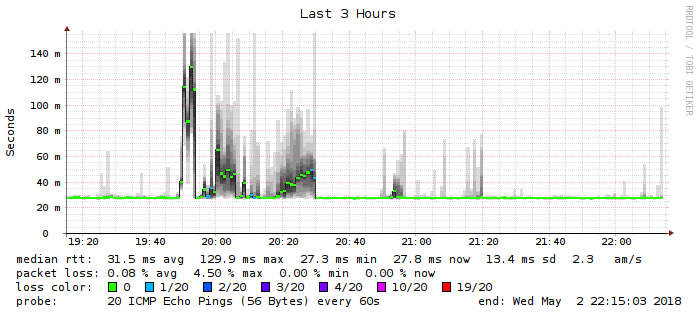 Last 3 Hours
RRDTOOL / TOBI OETIKER
Seconds
140 m
120 m
100 m
80 m
60 m
40 m
20 m
0
19:20 19:40 20:00 20:20 20:40 21:00 21:20 21:40 22:00
median rtt: 31.5 ms avg 129.9 ms max 27.3 ms min 27.8 ms now 13.4 ms sd 2.3 am/s
packet loss: 0.08 % avg 4.50 % max 0.00 % min 0.00 % now
loss color: 0 1/20 2/20 3/20 4/20 10/20 19/20
probe: 20 ICMP Echo Pings (56 Bytes) every 60s end: Wed May 2 22:15:03 2018